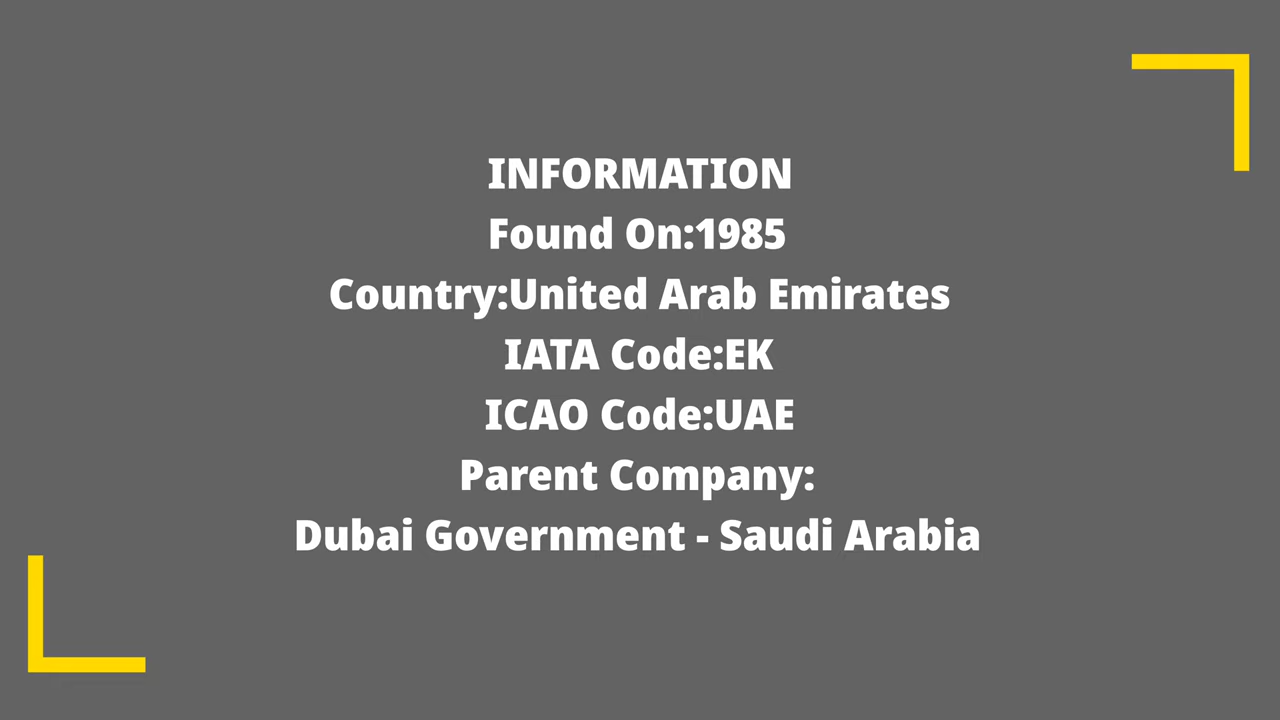 INFORMATION
Found On:1985
Country:United Arab Emirates
IATA Code:EK
ICAO Code:UAE
Parent Company:
Dubai Government - Saudi Arabia